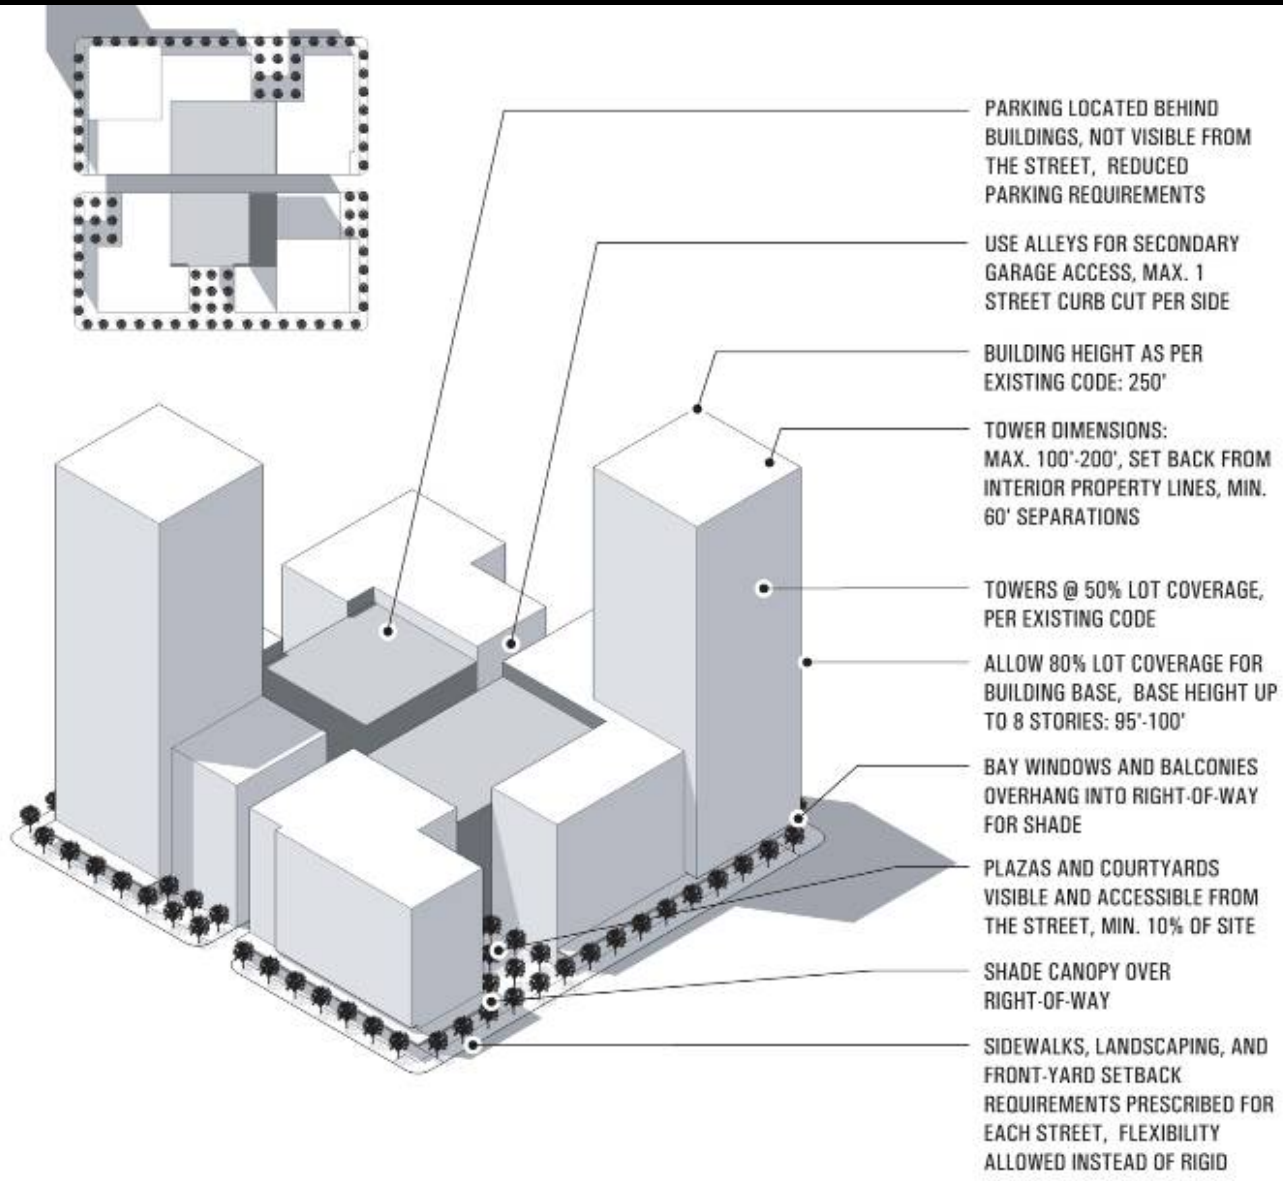 PARKING LOCATED BEHIND
BUILDINGS, NOT VISIBLE FROM
THE STREET, REDUCED
PARKING REQUIREMENTS
USE ALLEYS FOR SECONDARY
GARAGE ACCESS, MAX. 1
STREET CURB CUT PER SIDE
BUILDING HEIGHT AS PER
EXISTING CODE: 250'
TOWER DIMENSIONS:
MAX. 100'-200', SET BACK FROM
INTERIOR PROPERTY LINES, MIN.
60' SEPARATIONS
TOWERS @ 50% LOT COVERAGE,
PER EXISTING CODE
ALLOW 80% LOT COVERAGE FOR
BUILDING BASE, BASE HEIGHT UP
TO 8 STORIES: 95'-100'
BAY WINDOWS AND BALCONIES
OVERHANG INTO RIGHT-OF-WAY
FOR SHADE
PLAZAS AND COURTYARDS
VISIBLE AND ACCESSIBLE FROM
THE STREET, MIN. 10% OF SITE
SHADE CANOPY OVER
RIGHT-OF-WAY
SIDEWALKS, LANDSCAPING, AND
FRONT-YARD SETBACK
REQUIREMENTS PRESCRIBED FOR
EACH STREET, FLEXIBILITY
ALLOWED INSTEAD OF RIGID